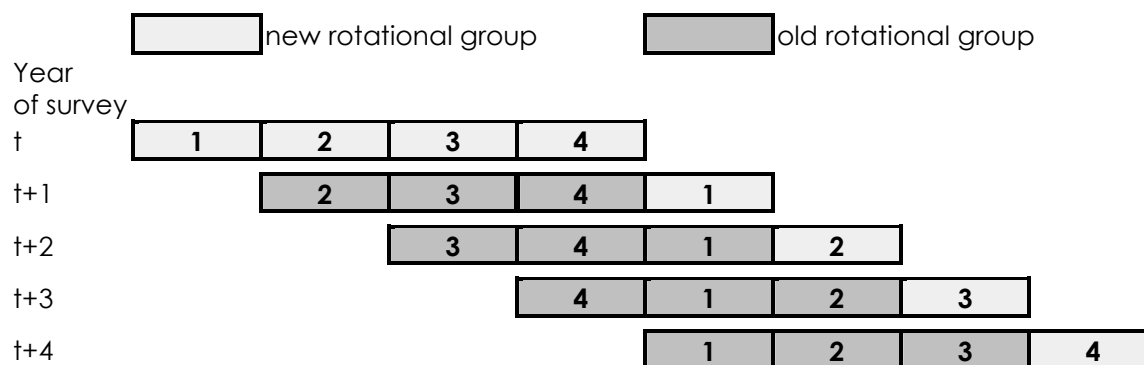 new rotational group old rotational group
Year
of survey
t 1 2 3 4
t+1 2 3 4 1
t+2 3 4 1 2
t+3 4 1 2 3
t+4 1 2 3 4